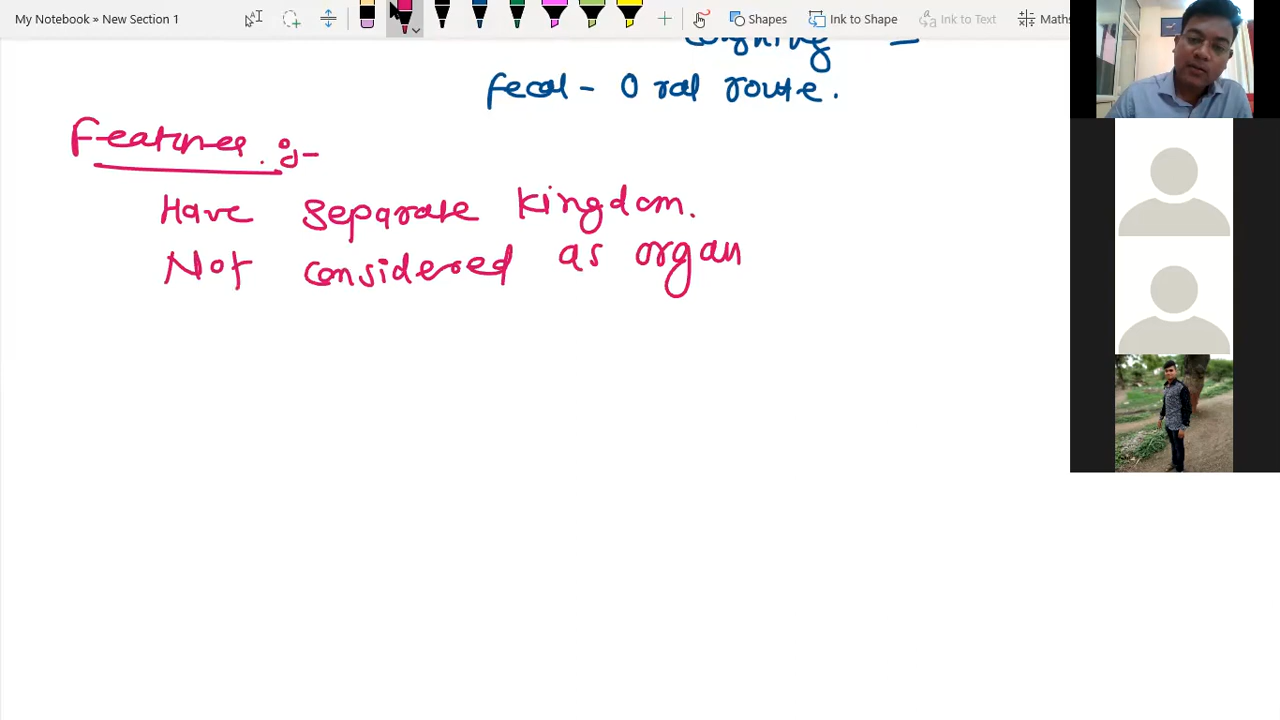 My Notebook » New Section 1
Shapes
Ink to Shape
Ink to Text
Maths
coughing –
fecal - Oral route.
Features :-
Have separate kingdom.
Not considered as organ